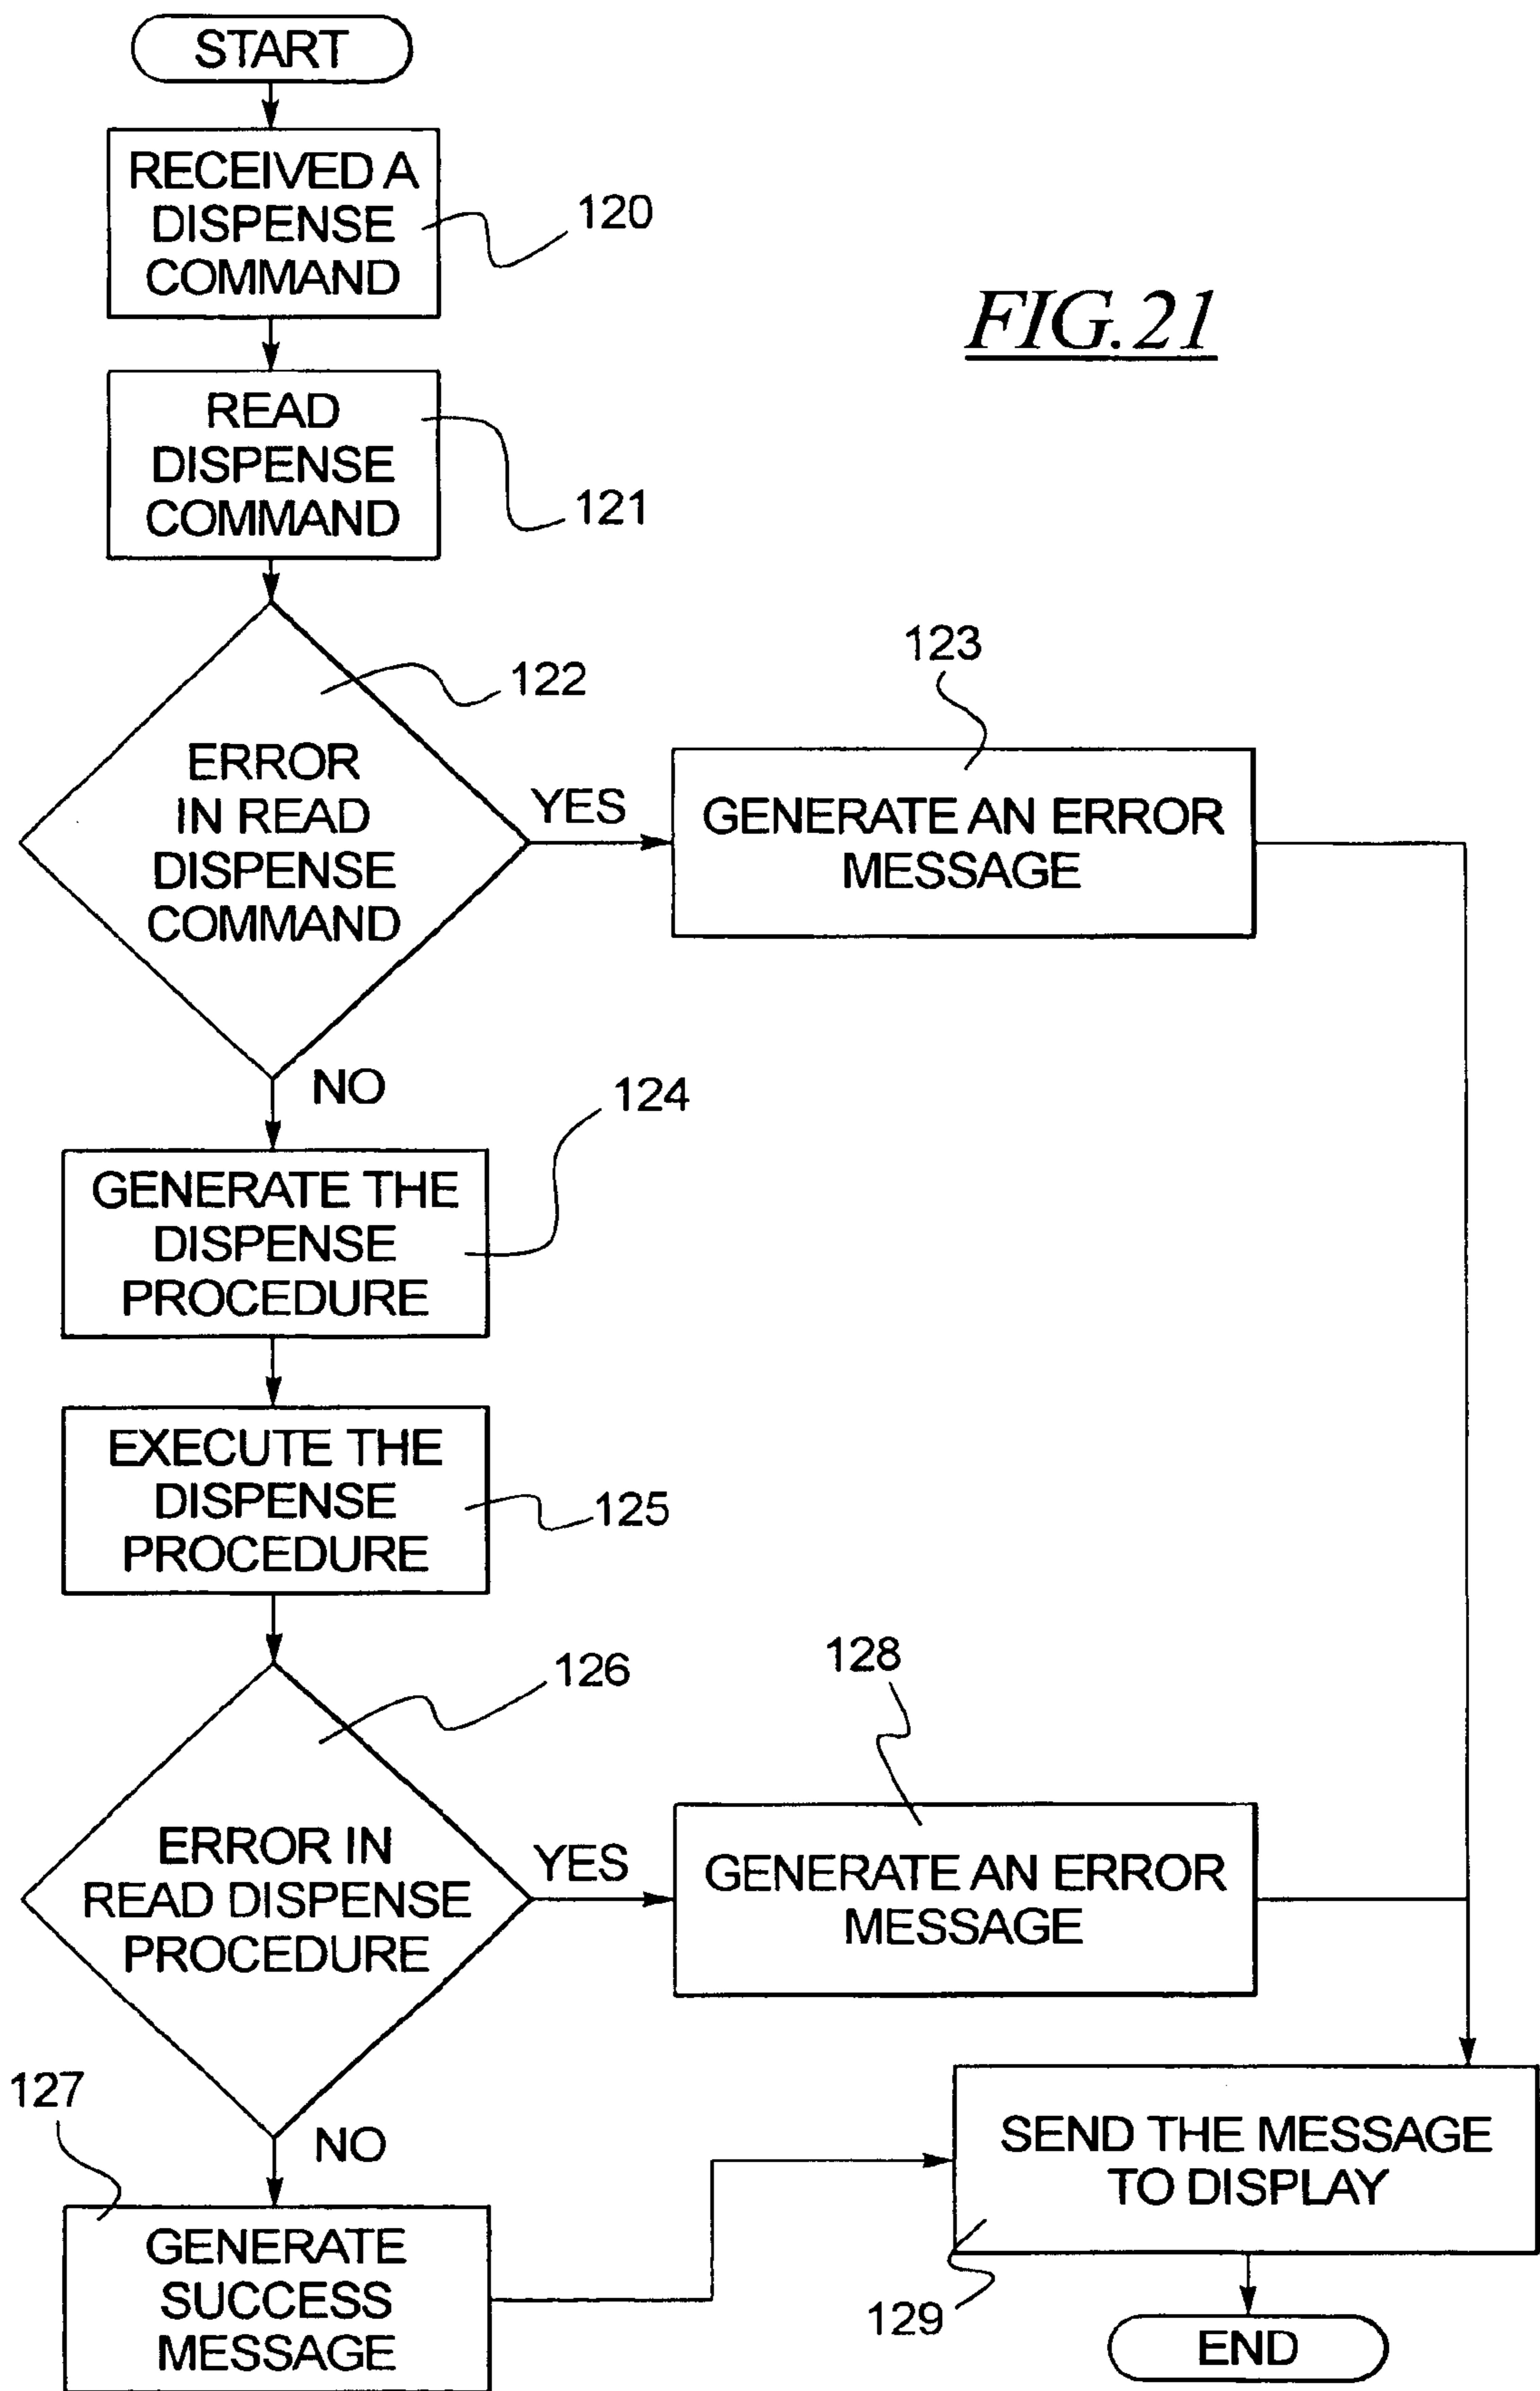 START
RECEIVED A
DISPENSE
COMMAND
120
FIG.21
READ
DISPENSE
COMMAND
121
122
ERROR
IN READ
DISPENSE
COMMAND
YES
123
GENERATE AN ERROR
MESSAGE
NO
124
GENERATE THE
DISPENSE
PROCEDURE
EXECUTE THE
DISPENSE
PROCEDURE
125
126
ERROR IN
READ DISPENSE
PROCEDURE
YES
128
GENERATE AN ERROR
MESSAGE
127
NO
GENERATE
SUCCESS
MESSAGE
SEND THE MESSAGE
TO DISPLAY
129
END